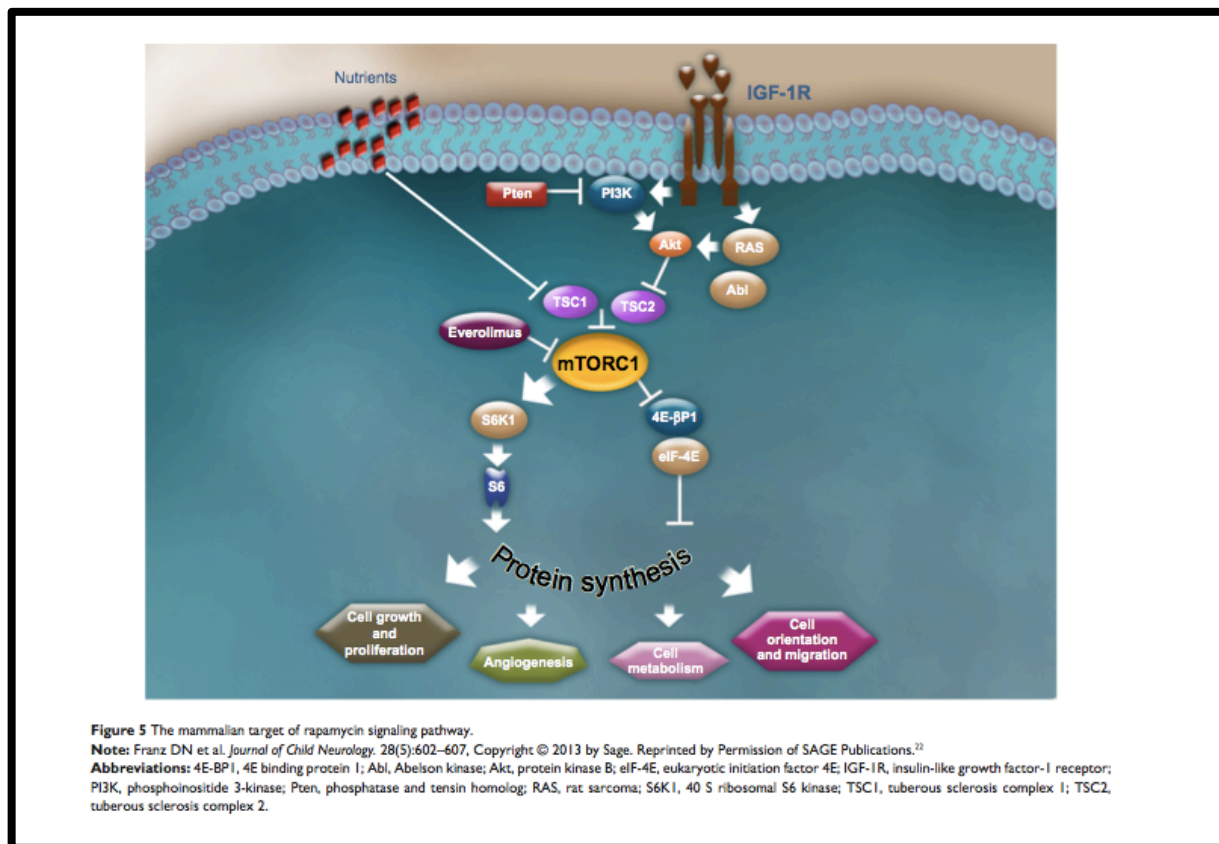 Nutrients
IGF-1R
Pten
PI3K
Akt
RAS
Abl
TSC1
TSC2
Everolimus
mTORC1
S6K1
4E-βP1
eIF-4E
S6
Protein synthesis
Cell growth
and
proliferation
Angiogenesis
Cell
metabolism
Cell
orientation
and migration
Figure 5 The mammalian target of rapamycin signaling pathway.
Note: Franz DN et al. Journal of Child Neurology. 28(5):602–607, Copyright © 2013 by Sage. Reprinted by Permission of SAGE Publications.22
Abbreviations: 4E-BP1, 4E binding protein 1; Abl, Abelson kinase; Akt, protein kinase B; eIF-4E, eukaryotic initiation factor 4E; IGF-1R, insulin-like growth factor-1 receptor;
PI3K, phosphoinositide 3-kinase; Pten, phosphatase and tensin homolog; RAS, rat sarcoma; S6K1, 40 S ribosomal S6 kinase; TSC1, tuberous sclerosis complex 1; TSC2,
tuberous sclerosis complex 2.